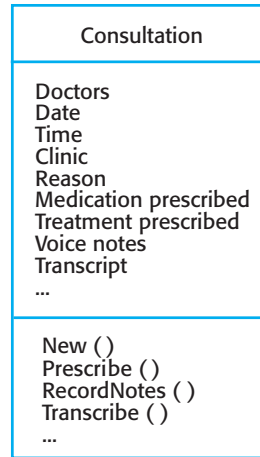 Consultation
Doctors
Date
Time
Clinic
Reason
Medication prescribed
Treatment prescribed
Voice notes
Transcript
...
New ( )
Prescribe ( )
RecordNotes ( )
Transcribe ( )
...